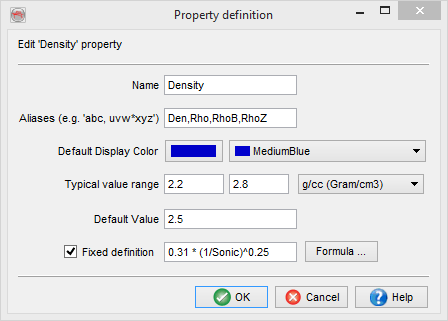 Property definition
Edit 'Density' property
Name Density
Aliases (e.g. 'abc, uvw*xyz') Den,Rho,RhoB,RhoZ
Default Display Color MediumBlue
Typical value range 2.2 2.8 g/cc (Gram/cm3)
Default Value 2.5
Fixed definition 0.31 * (1/Sonic)^0.25 Formula ...
OK Cancel Help